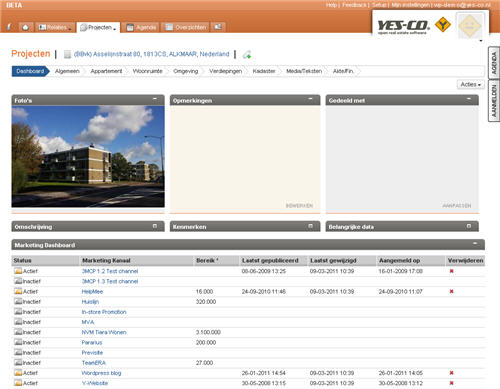 BETA
Help | Feedback | Setup | Mijn instellingen |
Relaties
Projecten
Agenda
Overzichten
YES-CO.
open real estate software
Projecten
(BBvk) Asselijnstraat 80, 1813CS, ALKMAAR, Nederland
Dashboard Algemeen Appartement Woonruimte Omgeving Verdiepingen Kadaster Media/Teksten Akte/Fin.
AGENDA
AANMELDEN
Acties
Foto's Opmerkingen Gedeeld met
BEWERKEN AANPASSEN
Omschrijving Kenmerken Belangrijke data
Marketing Dashboard
Status Marketing Kanaal Bereik * Laatst gepubliceerd Laatst gewijzigd Aangemeld op Verwijderen
Actief 3MCP 1.2 Test channel 08-06-2009 13:25 09-03-2011 10:39 16-01-2009 17:08
Inactief 3MCP 1.3 Test channel
Actief HelpMee 16.000 24-09-2010 11:46 09-03-2011 10:39 24-09-2010 11:07
Inactief Huislijn 320.000
Inactief In-store Promotion
Inactief MVA
Inactief NVM Tiara Wonen 3.100.000
Inactief Pararius 200.000
Inactief Previsite
Inactief TeamERA 27.000
Actief Wordpress blog 26-01-2011 14:54 09-03-2011 10:39 26-01-2011 14:05
Actief Y-Website 30-05-2008 13:15 09-03-2011 10:39 30-05-2008 13:12